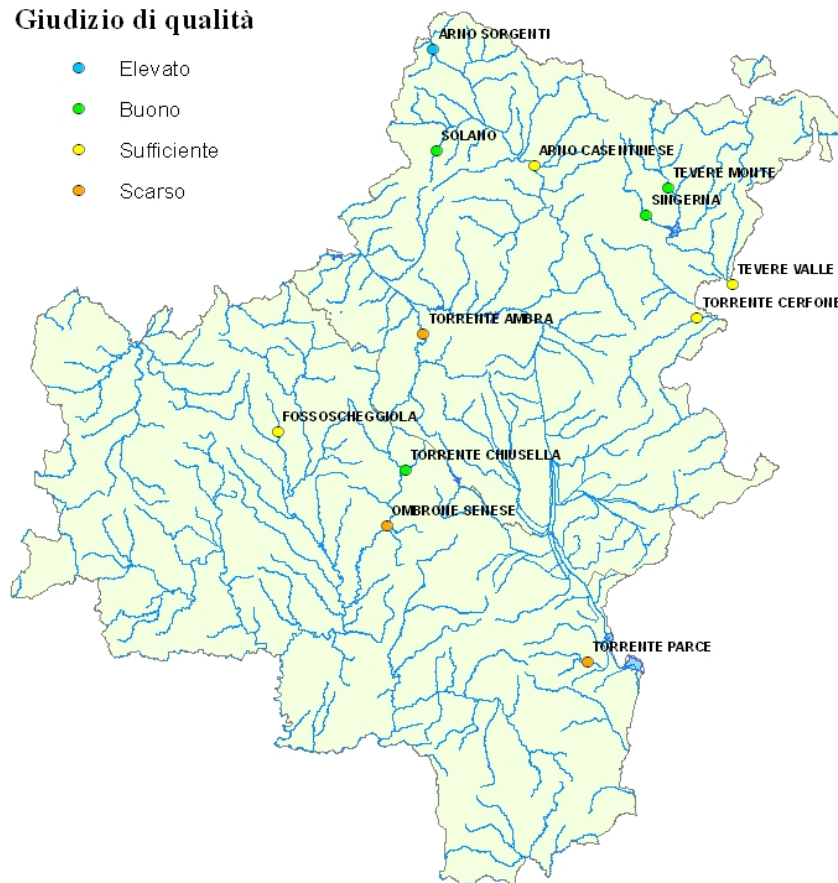 Giudizio di qualità
Elevato
Buono
Sufficiente
Scarso
ARNO SORGENTI
SOLANO
ARNO CASENTINESE
TEVERE MONTE
SINGERNA
TEVERE VALLE
TORRENTE CERFONE
TORRENTE AMBRA
FOSSOSCHEGGIOLA
TORRENTE CHIUSELLA
OMBRONE SENESE
TORRENTE PARCE